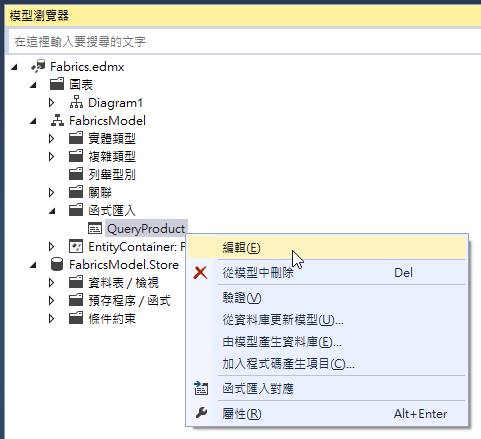 模型瀏覽器
在這裡輸入要搜尋的文字
Fabrics.edmx
圖表
Diagram1
FabricsModel
實體類型
複雜類型
列舉型別
關聯
函式匯入
QueryProduct
編輯(E)
EntityContainer: F
FabricsModel.Store
從模型中刪除 Del
資料表 / 檢視
驗證(V)
預存程序 / 函式
從資料庫更新模型(U)...
條件約束
由模型產生資料庫(E)...
加入程式碼產生項目(C)...
函式匯入對應
屬性(R) Alt+Enter